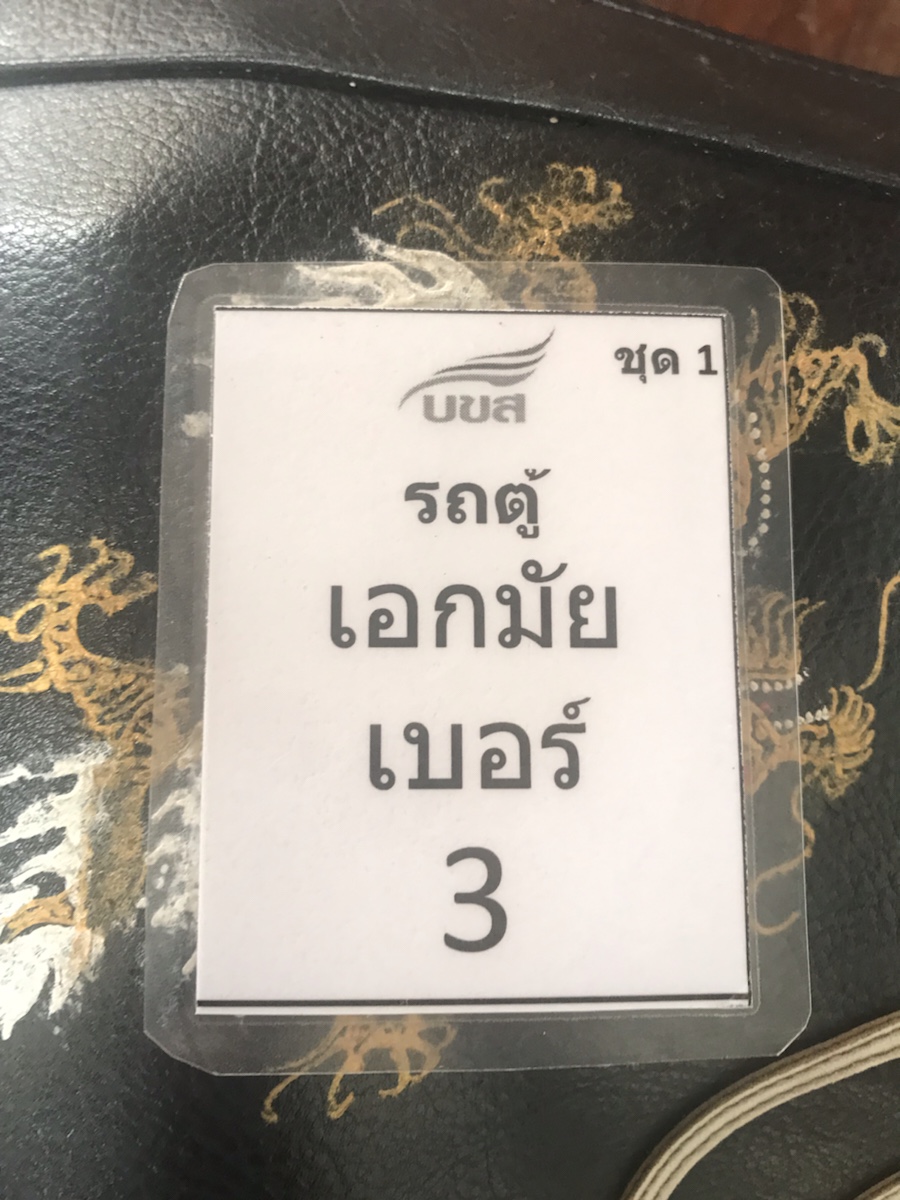 ชุด 1
บขส
รถตู้
เอกมัย
เบอร์
3